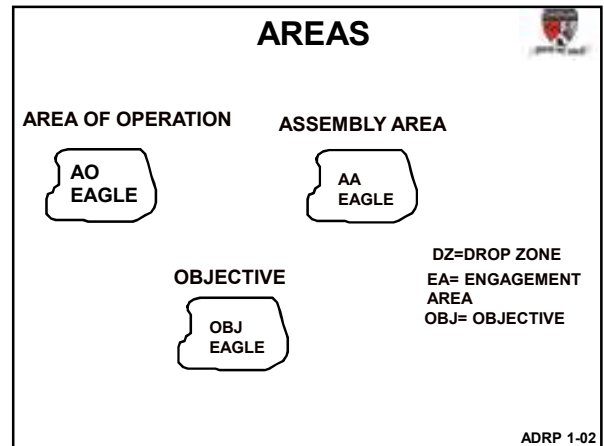 AREAS
AREA OF OPERATION
ASSEMBLY AREA
AO
EAGLE
AA
EAGLE
OBJECTIVE
OBJ
EAGLE
DZ=DROP ZONE
EA= ENGAGEMENT
AREA
OBJ= OBJECTIVE
ADRP 1-02